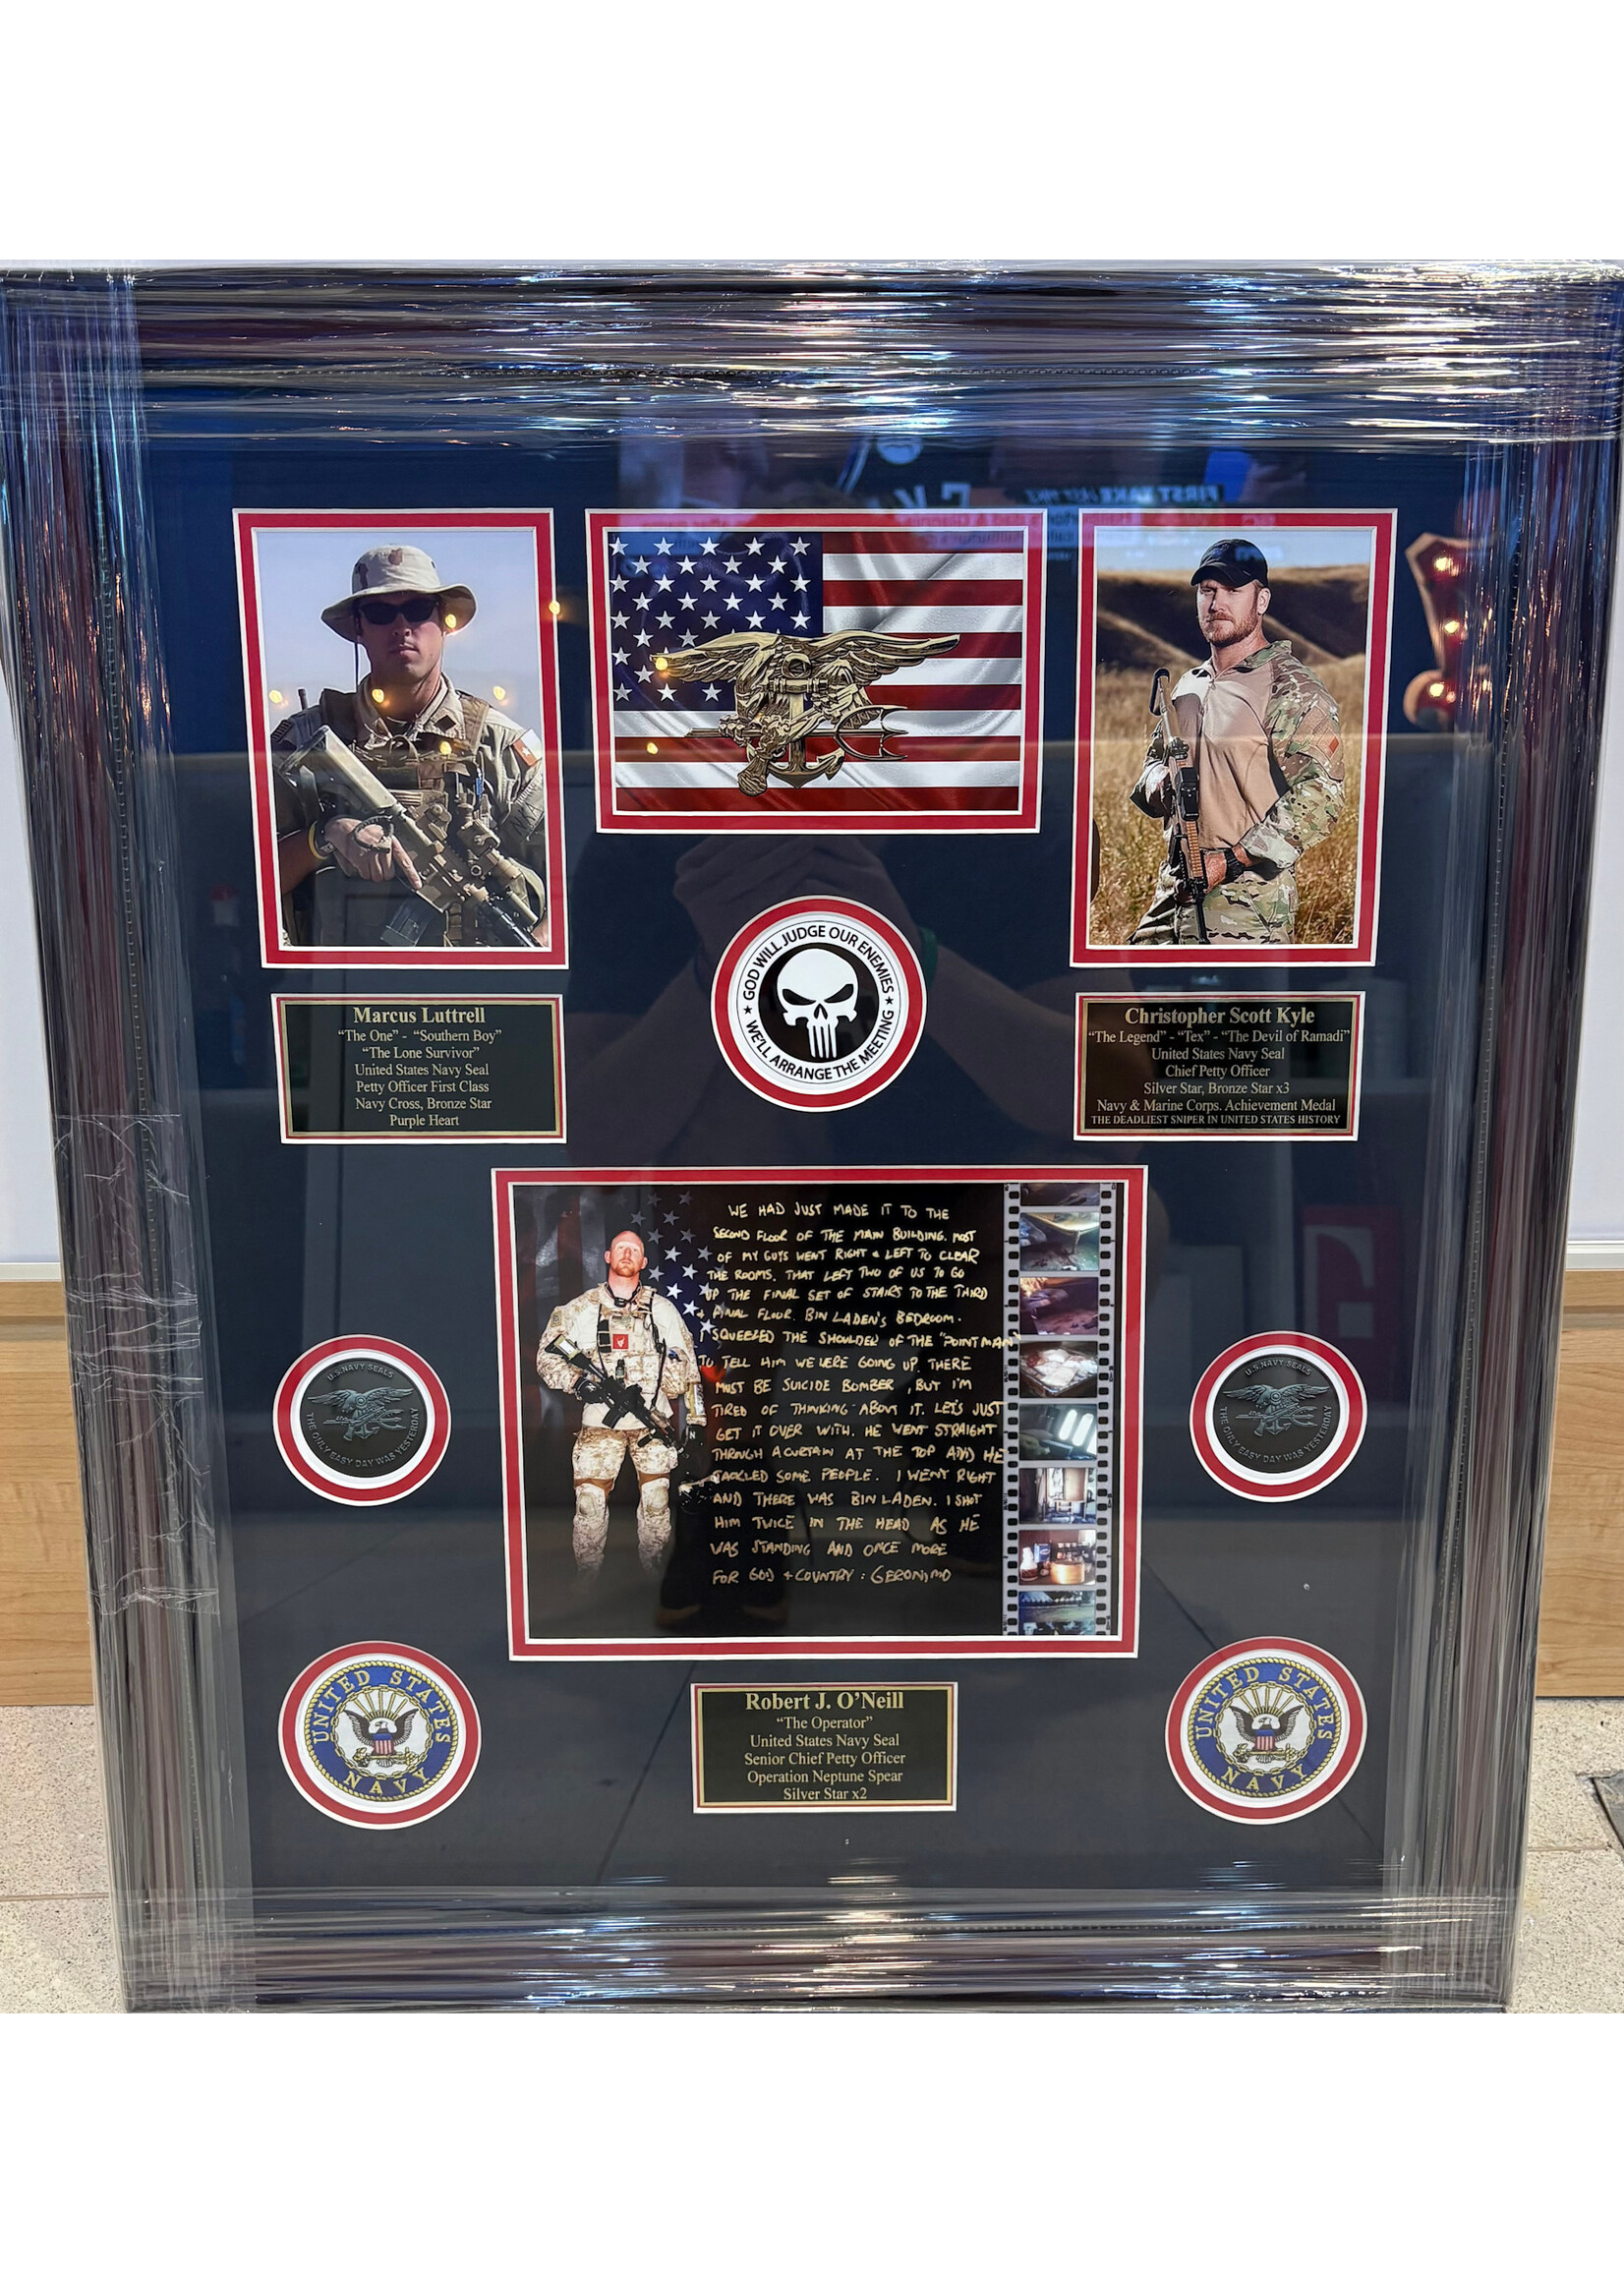 FIRST TAKE
Marcus Luttrell
“The One” - “Southern Boy”
“The Lone Survivor”
United States Navy Seal
Petty Officer First Class
Navy Cross, Bronze Star
Purple Heart
GOD WILL JUDGE OUR ENEMIES
★ WE'LL ARRANGE THE MEETING ★
Christopher Scott Kyle
“The Legend” - “Tex” - “The Devil of Ramadi”
United States Navy Seal
Chief Petty Officer
Silver Star, Bronze Star x3
Navy & Marine Corps. Achievement Medal
THE DEADLIEST SNIPER IN UNITED STATES HISTORY
WE HAD JUST MADE IT TO THE
SECOND FLOOR OF THE MAIN BUILDING. MOST
OF MY GUYS WENT RIGHT & LEFT TO CLEAR
THE ROOMS. THAT LEFT TWO OF US TO GO
UP THE FINAL SET OF STAIRS TO THE THIRD
& FINAL FLOOR. BIN LADEN'S BEDROOM.
I SQUEEZED THE SHOULDER OF THE "POINT MAN"
TO TELL HIM WE WERE GOING UP. THERE
MUST BE SUICIDE BOMBER, BUT I'M
TIRED OF THINKING ABOUT IT. LET'S JUST
GET IT OVER WITH. HE WENT STRAIGHT
THROUGH A CURTAIN AT THE TOP AND HE
TACKLED SOME PEOPLE. I WENT RIGHT
AND THERE WAS BIN LADEN. I SHOT
HIM TWICE IN THE HEAD AS HE
WAS STANDING AND ONCE MORE
FOR GOD + COUNTRY : GERONIMO
U.S. NAVY SEALS
THE ONLY EASY DAY WAS YESTERDAY
U.S. NAVY SEALS
THE ONLY EASY DAY WAS YESTERDAY
UNITED STATES
NAVY
Robert J. O’Neill
“The Operator”
United States Navy Seal
Senior Chief Petty Officer
Operation Neptune Spear
Silver Star x2
UNITED STATES
NAVY